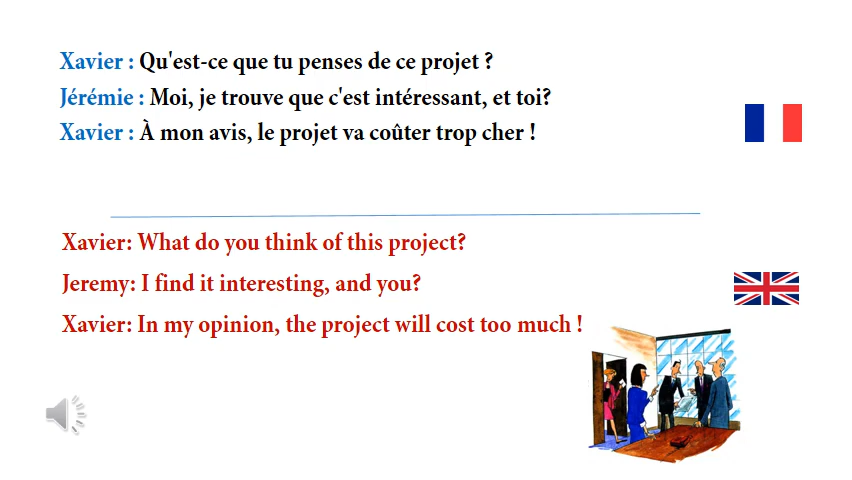 Xavier : Qu'est-ce que tu penses de ce projet ?
Jérémie : Moi, je trouve que c'est intéressant, et toi?
Xavier : À mon avis, le projet va coûter trop cher !
Xavier: What do you think of this project?
Jeremy: I find it interesting, and you?
Xavier: In my opinion, the project will cost too much !